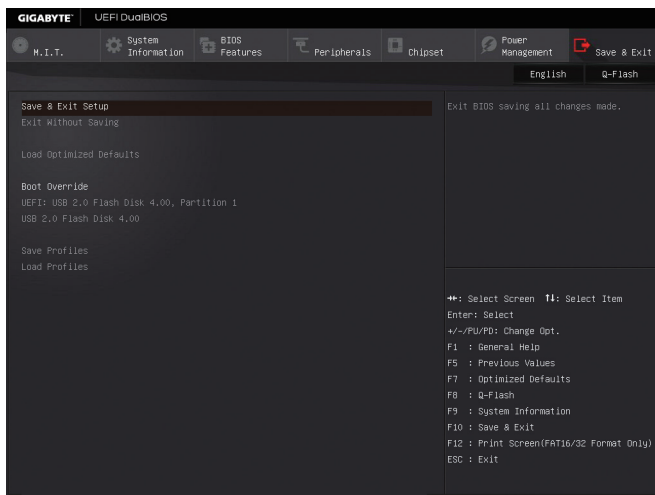 GIGABYTE™ UEFI DualBIOS
M.I.T. System Information BIOS Features Peripherals Chipset Power Management Save & Exit
English Q-Flash
Save & Exit Setup
Exit Without Saving
Load Optimized Defaults
Boot Override
UEFI: USB 2.0 Flash Disk 4.00, Partition 1
USB 2.0 Flash Disk 4.00
Save Profiles
Load Profiles
Exit BIOS saving all changes made.
→←: Select Screen ↑↓: Select Item
Enter: Select
+/-/PU/PD: Change Opt.
F1 : General Help
F5 : Previous Values
F7 : Optimized Defaults
F8 : Q-Flash
F9 : System Information
F10 : Save & Exit
F12 : Print Screen(FAT16/32 Format Only)
ESC : Exit